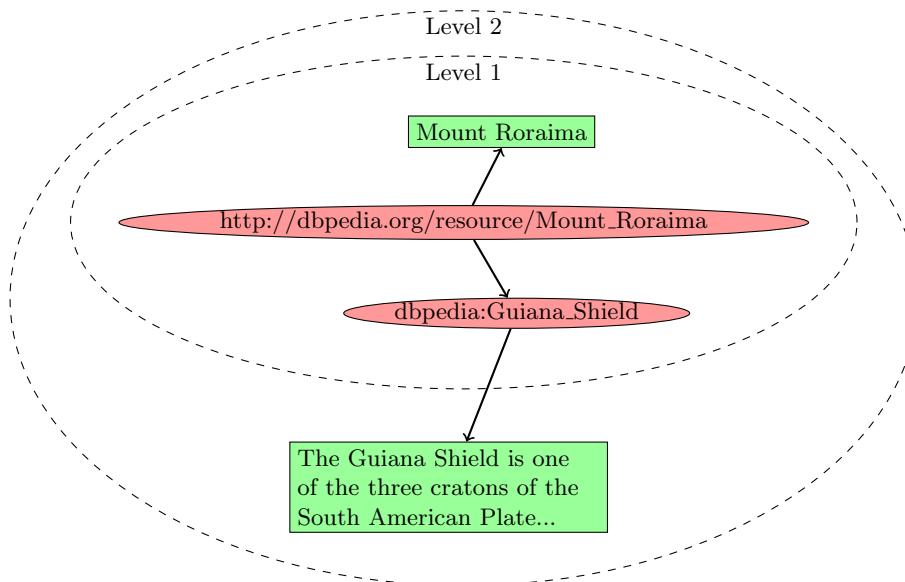 Level 2
Level 1
Mount Roraima
http://dbpedia.org/resource/Mount_Roraima
dbpedia:Guiana_Shield
The Guiana Shield is one
of the three cratons of the
South American Plate...